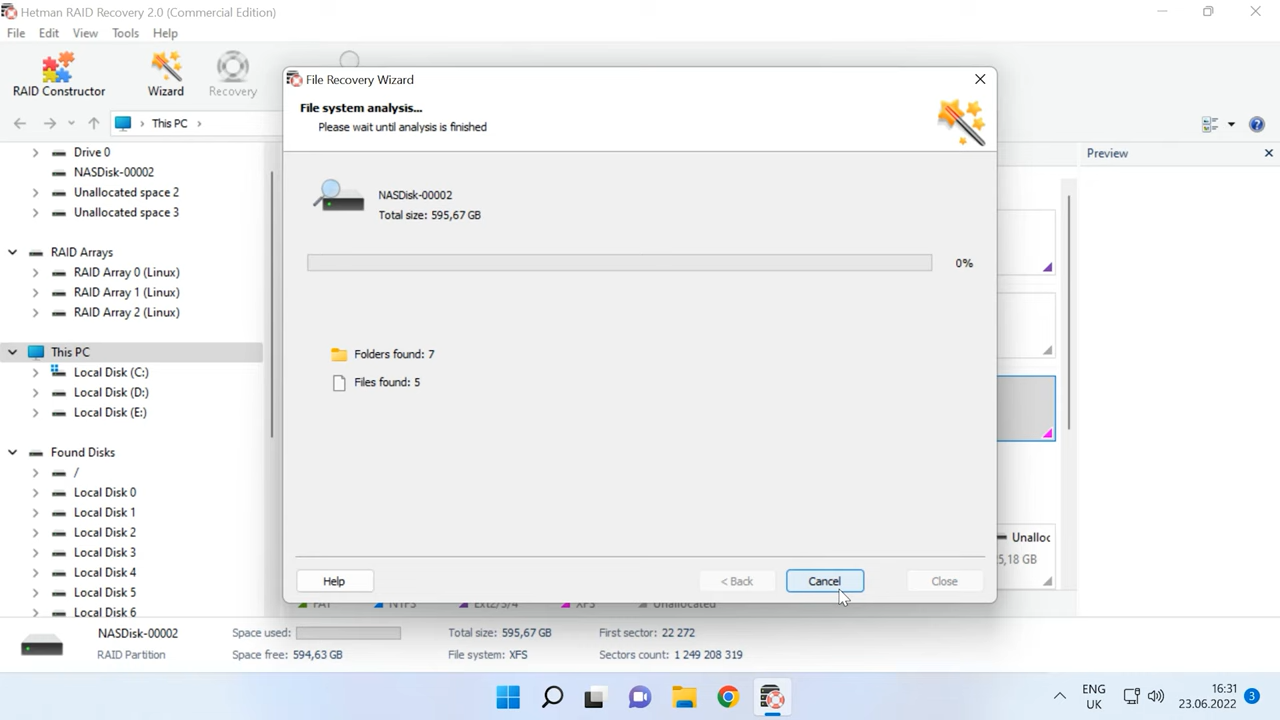 Hetman RAID Recovery 2.0 (Commercial Edition)
File Edit View Tools Help
RAID Constructor
Wizard
Recovery
This PC
Drive 0
NASDisk-00002
Unallocated space 2
Unallocated space 3
RAID Arrays
RAID Array 0 (Linux)
RAID Array 1 (Linux)
RAID Array 2 (Linux)
This PC
Local Disk (C:)
Local Disk (D:)
Local Disk (E:)
Found Disks
/
Local Disk 0
Local Disk 1
Local Disk 2
Local Disk 3
Local Disk 4
Local Disk 5
Local Disk 6
File Recovery Wizard
File system analysis...
Please wait until analysis is finished
NASDisk-00002
Total size: 595,67 GB
0%
Folders found: 7
Files found: 5
Help
< Back
Cancel
Close
Preview
Unalloc
5,18 GB
FAT NTFS Ext2/3/4 XFS Unallocated
NASDisk-00002
RAID Partition
Space used:
Space free: 594,63 GB
Total size: 595,67 GB
File system: XFS
First sector: 22 272
Sectors count: 1 249 208 319
ENG
UK
16:31
23.06.2022
3